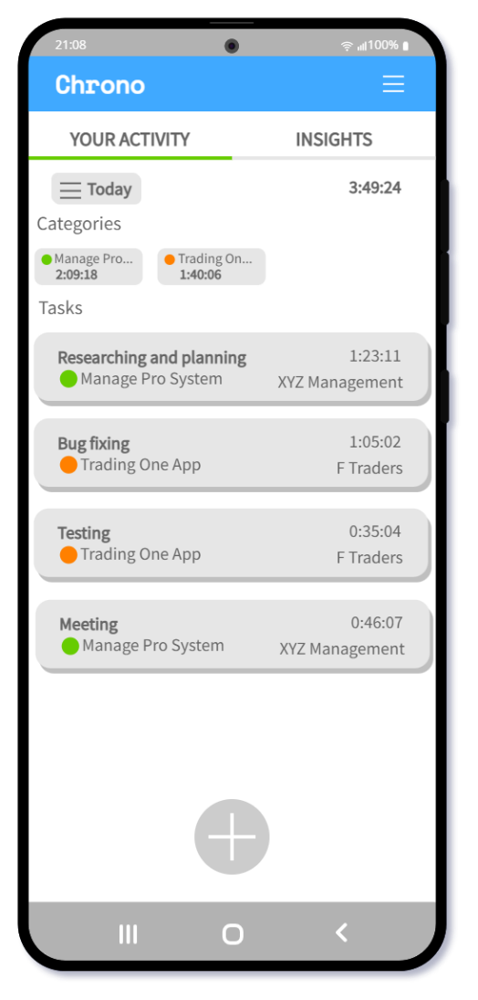 21:08 100%
Chrono
YOUR ACTIVITY INSIGHTS
Today 3:49:24
Categories
Manage Pro... Trading On...
2:09:18 1:40:06
Tasks
Researching and planning 1:23:11
Manage Pro System XYZ Management
Bug fixing 1:05:02
Trading One App F Traders
Testing 0:35:04
Trading One App F Traders
Meeting 0:46:07
Manage Pro System XYZ Management